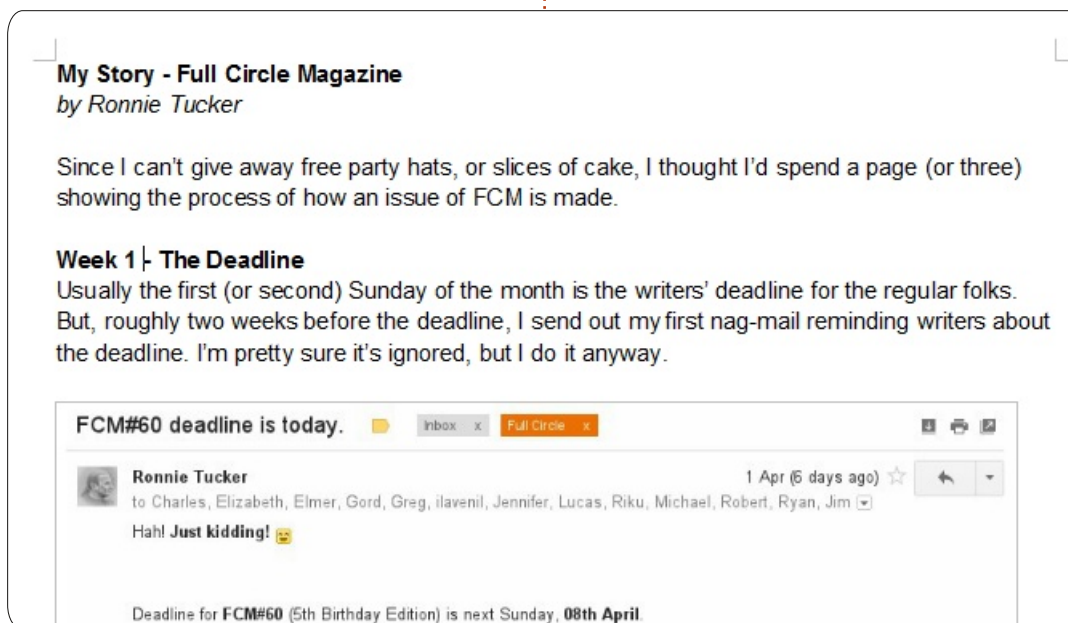 My Story - Full Circle Magazine
by Ronnie Tucker
Since I can't give away free party hats, or slices of cake, I thought I'd spend a page (or three)
showing the process of how an issue of FCM is made.
Week 1 - The Deadline
Usually the first (or second) Sunday of the month is the writers' deadline for the regular folks.
But, roughly two weeks before the deadline, I send out my first nag-mail reminding writers about
the deadline. I'm pretty sure it's ignored, but I do it anyway.
FCM#60 deadline is today. Inbox x Full Circle x
Ronnie Tucker 1 Apr (6 days ago)
to Charles, Elizabeth, Elmer, Gord, Greg, ilavenil, Jennifer, Lucas, Riku, Michael, Robert, Ryan, Jim
Hah! Just kidding!
Deadline for FCM#60 (5th Birthday Edition) is next Sunday, 08th April.